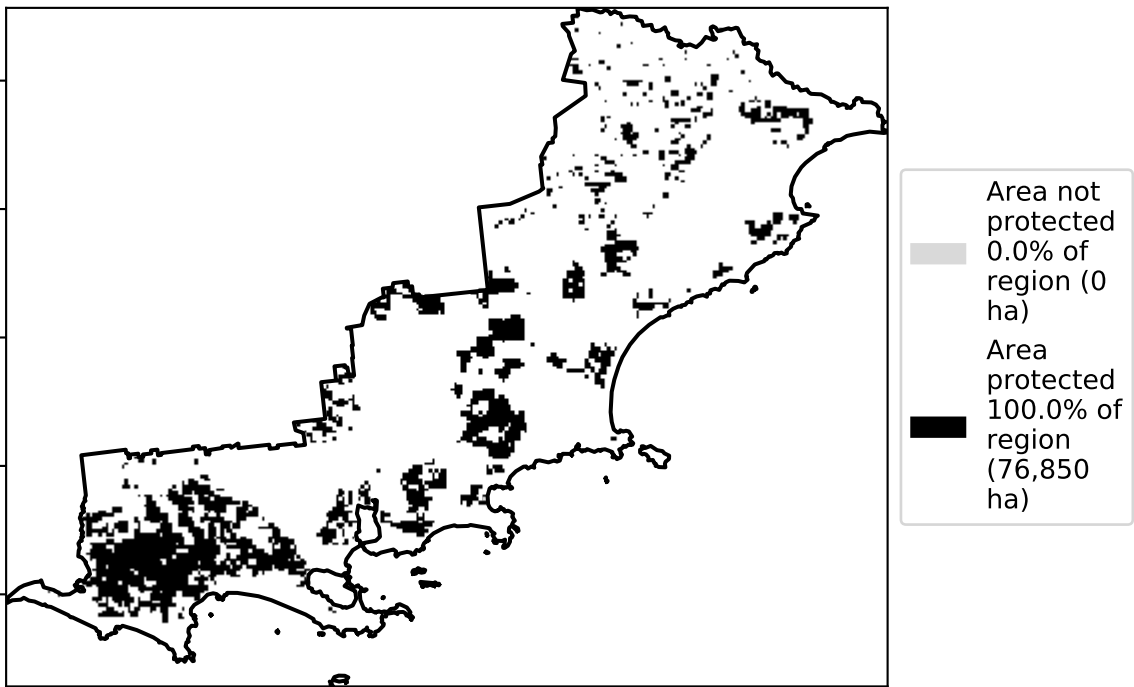 Area not
protected
0.0% of
region (0
ha)
Area
protected
100.0% of
region
(76,850
ha)